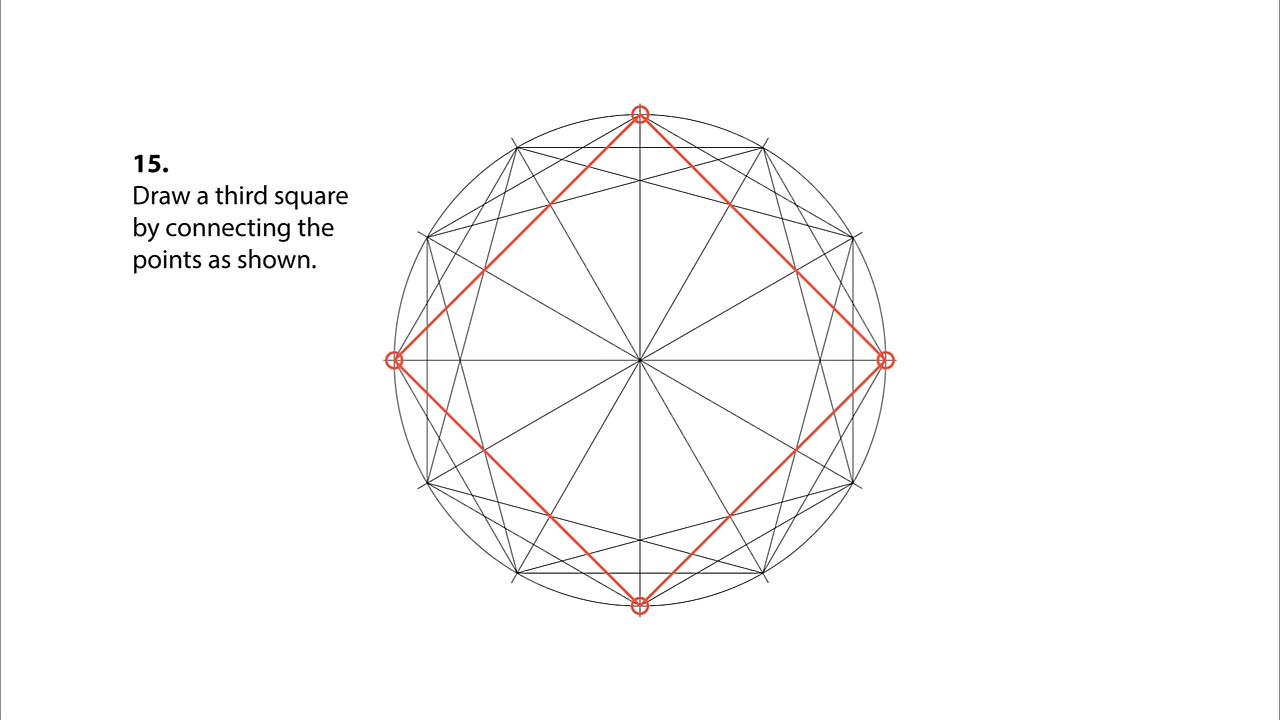 15.
Draw a third square
by connecting the
points as shown.